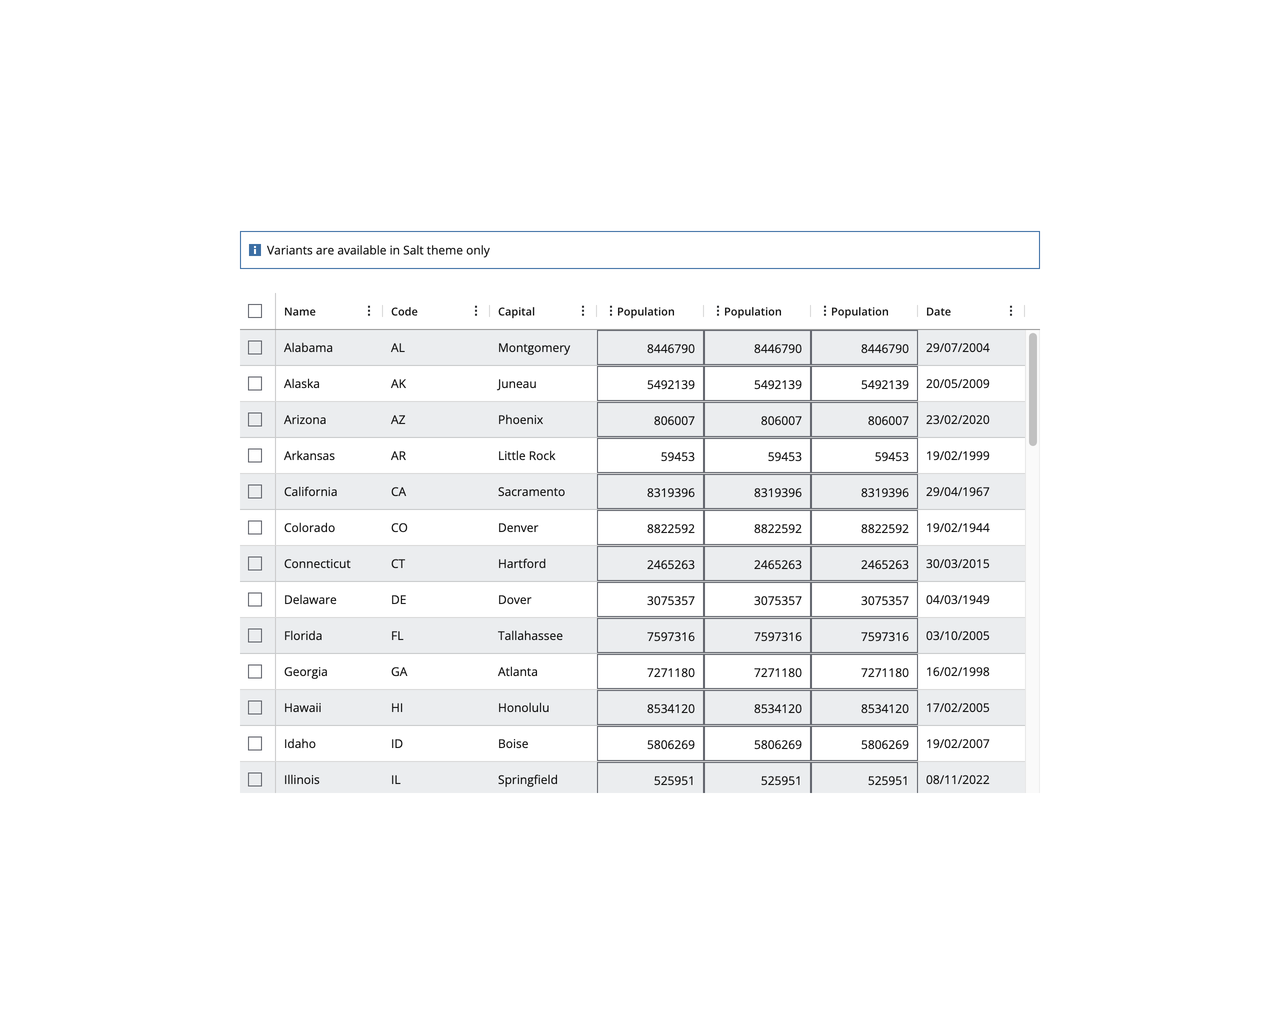 Variants are available in Salt theme only
Name Code Capital Population Population Population Date
Alabama AL Montgomery 8446790 8446790 8446790 29/07/2004
Alaska AK Juneau 5492139 5492139 5492139 20/05/2009
Arizona AZ Phoenix 806007 806007 806007 23/02/2020
Arkansas AR Little Rock 59453 59453 59453 19/02/1999
California CA Sacramento 8319396 8319396 8319396 29/04/1967
Colorado CO Denver 8822592 8822592 8822592 19/02/1944
Connecticut CT Hartford 2465263 2465263 2465263 30/03/2015
Delaware DE Dover 3075357 3075357 3075357 04/03/1949
Florida FL Tallahassee 7597316 7597316 7597316 03/10/2005
Georgia GA Atlanta 7271180 7271180 7271180 16/02/1998
Hawaii HI Honolulu 8534120 8534120 8534120 17/02/2005
Idaho ID Boise 5806269 5806269 5806269 19/02/2007
Illinois IL Springfield 525951 525951 525951 08/11/2022